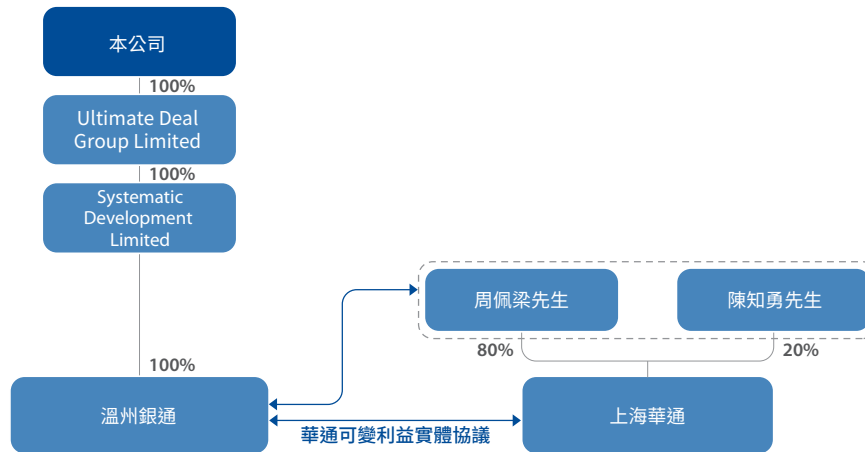 本公司
100%
Ultimate Deal
Group Limited
100%
Systematic
Development
Limited
周佩梁先生
陳知勇先生
80%
20%
100%
溫州銀通
華通可變利益實體協議
上海華通